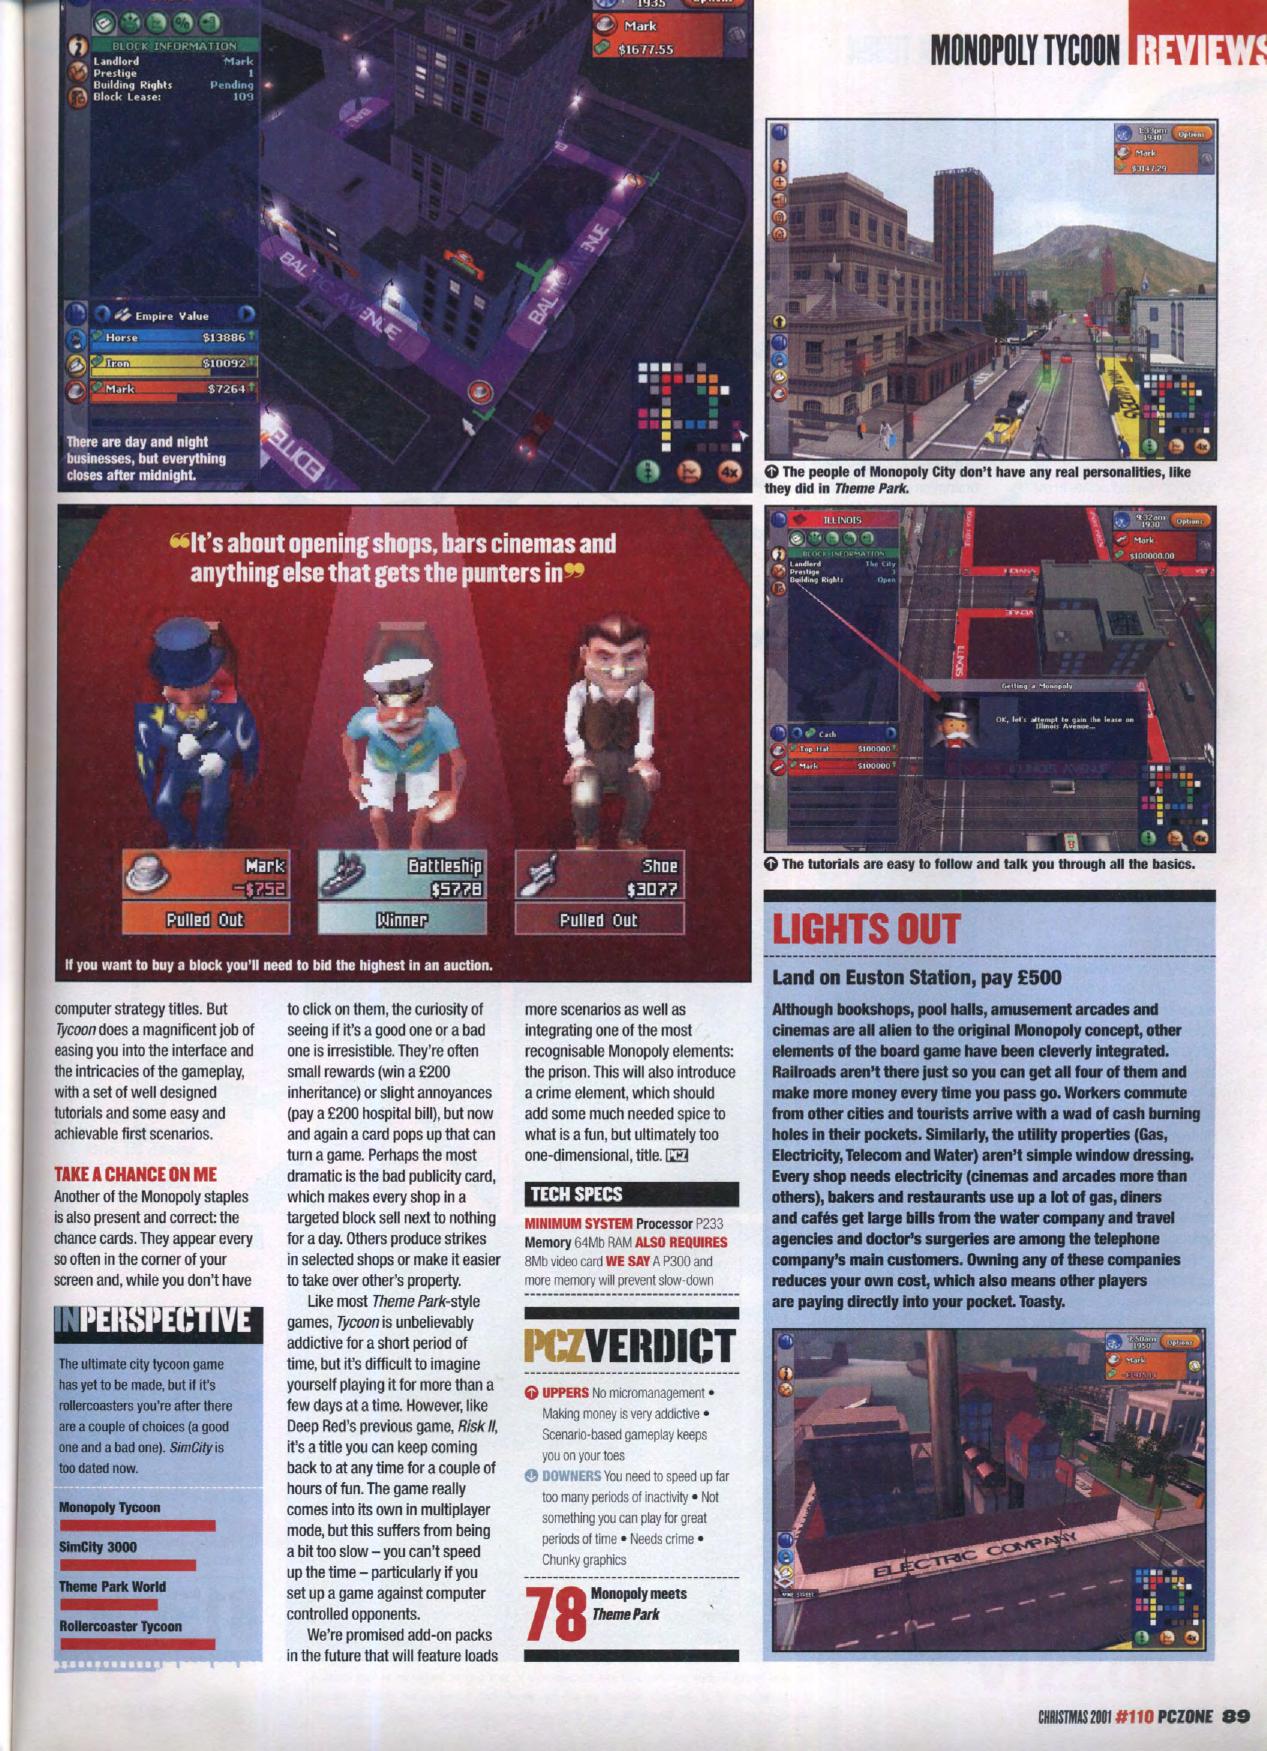 MONOPOLY TYCOON REVIEWS
BLOCK INFORMATION
Landlord Mark
Prestige 1
Building Rights Pending
Block Lease: 109
1935
Mark
$1677.55
BALTIC AVENUE
Empire Value
Horse $13886
Iron $10092
Mark $7264
4x
There are day and night
businesses, but everything
closes after midnight.
1:33pm
1940
Options
Mark
$3147.29
4x
The people of Monopoly City don't have any real personalities, like
they did in Theme Park.
“It's about opening shops, bars cinemas and
anything else that gets the punters in”
Mark
-$752
Pulled Out
Battleship
$5778
Winner
Shoe
$3077
Pulled Out
If you want to buy a block you'll need to bid the highest in an auction.
ILLINOIS
BLOCK INFORMATION
Landlord The City
Prestige 3
Building Rights Open
9:32am
1930
Options
Mark
$100000.00
Getting a Monopoly
OK, let's attempt to gain the lease on
Illinois Avenue...
Cash
Top Hat $100000
Mark $100000
4x
The tutorials are easy to follow and talk you through all the basics.
computer strategy titles. But
Tycoon does a magnificent job of
easing you into the interface and
the intricacies of the gameplay,
with a set of well designed
tutorials and some easy and
achievable first scenarios.
TAKE A CHANCE ON ME
Another of the Monopoly staples
is also present and correct: the
chance cards. They appear every
so often in the corner of your
screen and, while you don't have
INPERSPECTIVE
The ultimate city tycoon game
has yet to be made, but if it's
rollercoasters you're after there
are a couple of choices (a good
one and a bad one). SimCity is
too dated now.
Monopoly Tycoon
SimCity 3000
Theme Park World
Rollercoaster Tycoon
to click on them, the curiosity of
seeing if it's a good one or a bad
one is irresistible. They're often
small rewards (win a £200
inheritance) or slight annoyances
(pay a £200 hospital bill), but now
and again a card pops up that can
turn a game. Perhaps the most
dramatic is the bad publicity card,
which makes every shop in a
targeted block sell next to nothing
for a day. Others produce strikes
in selected shops or make it easier
to take over other's property.
Like most Theme Park-style
games, Tycoon is unbelievably
addictive for a short period of
time, but it's difficult to imagine
yourself playing it for more than a
few days at a time. However, like
Deep Red's previous game, Risk II,
it's a title you can keep coming
back to at any time for a couple of
hours of fun. The game really
comes into its own in multiplayer
mode, but this suffers from being
a bit too slow – you can't speed
up the time – particularly if you
set up a game against computer
controlled opponents.
We're promised add-on packs
in the future that will feature loads
more scenarios as well as
integrating one of the most
recognisable Monopoly elements:
the prison. This will also introduce
a crime element, which should
add some much needed spice to
what is a fun, but ultimately too
one-dimensional, title. PCZ
TECH SPECS
MINIMUM SYSTEM Processor P233
Memory 64Mb RAM ALSO REQUIRES
8Mb video card WE SAY A P300 and
more memory will prevent slow-down
PCZVERDICT
UPPERS No micromanagement •
Making money is very addictive •
Scenario-based gameplay keeps
you on your toes
DOWNERS You need to speed up far
too many periods of inactivity • Not
something you can play for great
periods of time • Needs crime •
Chunky graphics
78 Monopoly meets
Theme Park
LIGHTS OUT
Land on Euston Station, pay £500
Although bookshops, pool halls, amusement arcades and
cinemas are all alien to the original Monopoly concept, other
elements of the board game have been cleverly integrated.
Railroads aren't there just so you can get all four of them and
make more money every time you pass go. Workers commute
from other cities and tourists arrive with a wad of cash burning
holes in their pockets. Similarly, the utility properties (Gas,
Electricity, Telecom and Water) aren't simple window dressing.
Every shop needs electricity (cinemas and arcades more than
others), bakers and restaurants use up a lot of gas, diners
and cafés get large bills from the water company and travel
agencies and doctor's surgeries are among the telephone
company's main customers. Owning any of these companies
reduces your own cost, which also means other players
are paying directly into your pocket. Toasty.
1950
Options
Mark
ELECTRIC COMPANY
4x
CHRISTMAS 2001 #110 PCZONE 89